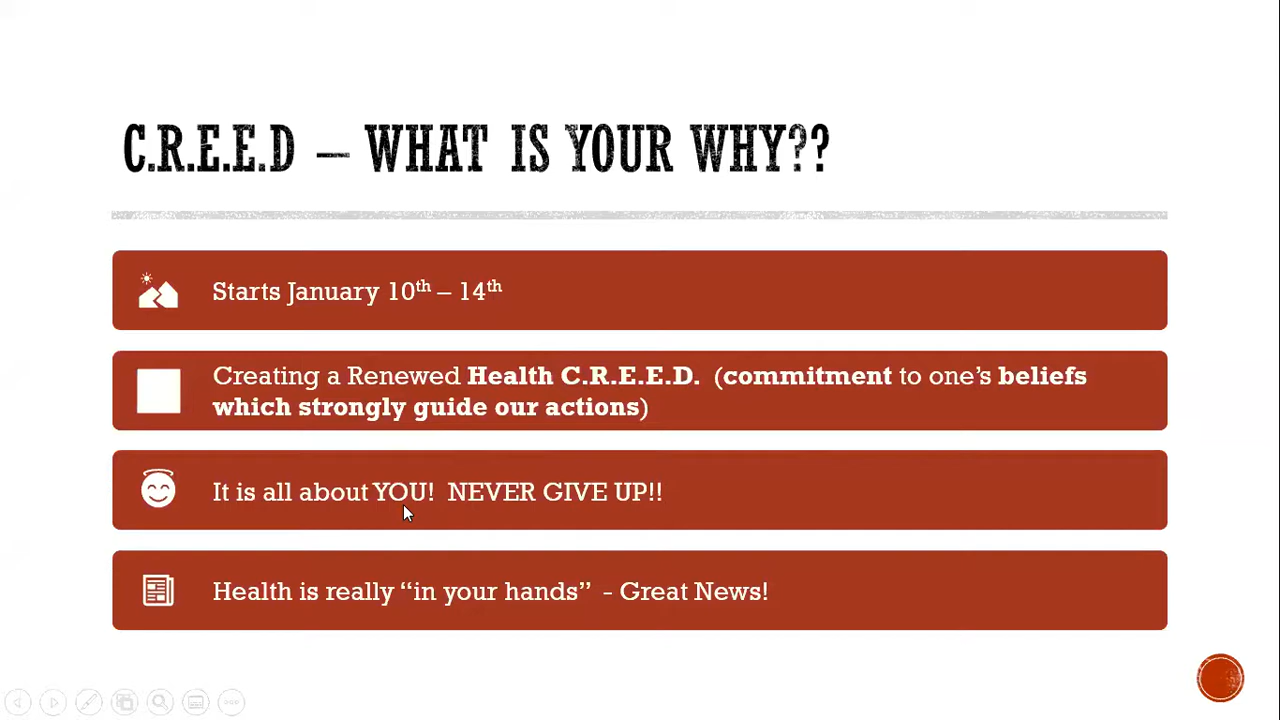 C.R.E.E.D – WHAT IS YOUR WHY??
Starts January 10th – 14th
Creating a Renewed Health C.R.E.E.D. (commitment to one’s beliefs
which strongly guide our actions)
It is all about YOU! NEVER GIVE UP!!
Health is really “in your hands” - Great News!